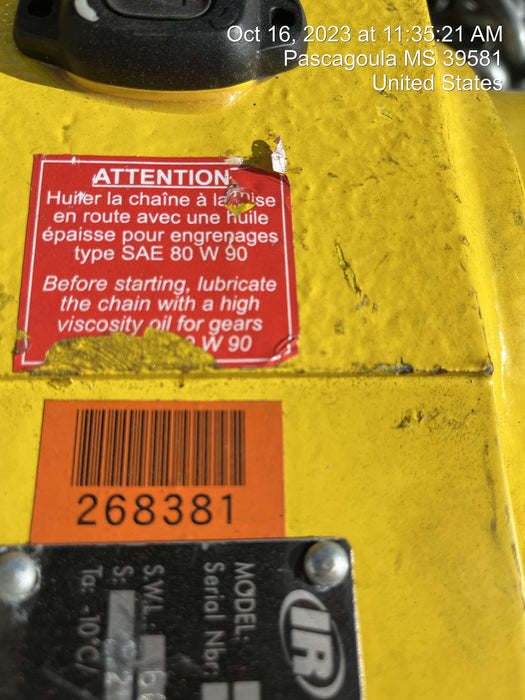 Oct 16, 2023 at 11:35:21 AM
Pascagoula MS 39581
United States
ATTENTION
Huiler la chaîne à la mise
en route avec une huile
épaisse pour engrenages
type SAE 80 W 90
Before starting, lubricate
the chain with a high
viscosity oil for gears
W 90
268381
MODEL:
Serial Nbr:
S.W.L.:
S:
Ta: -10°C/
IR